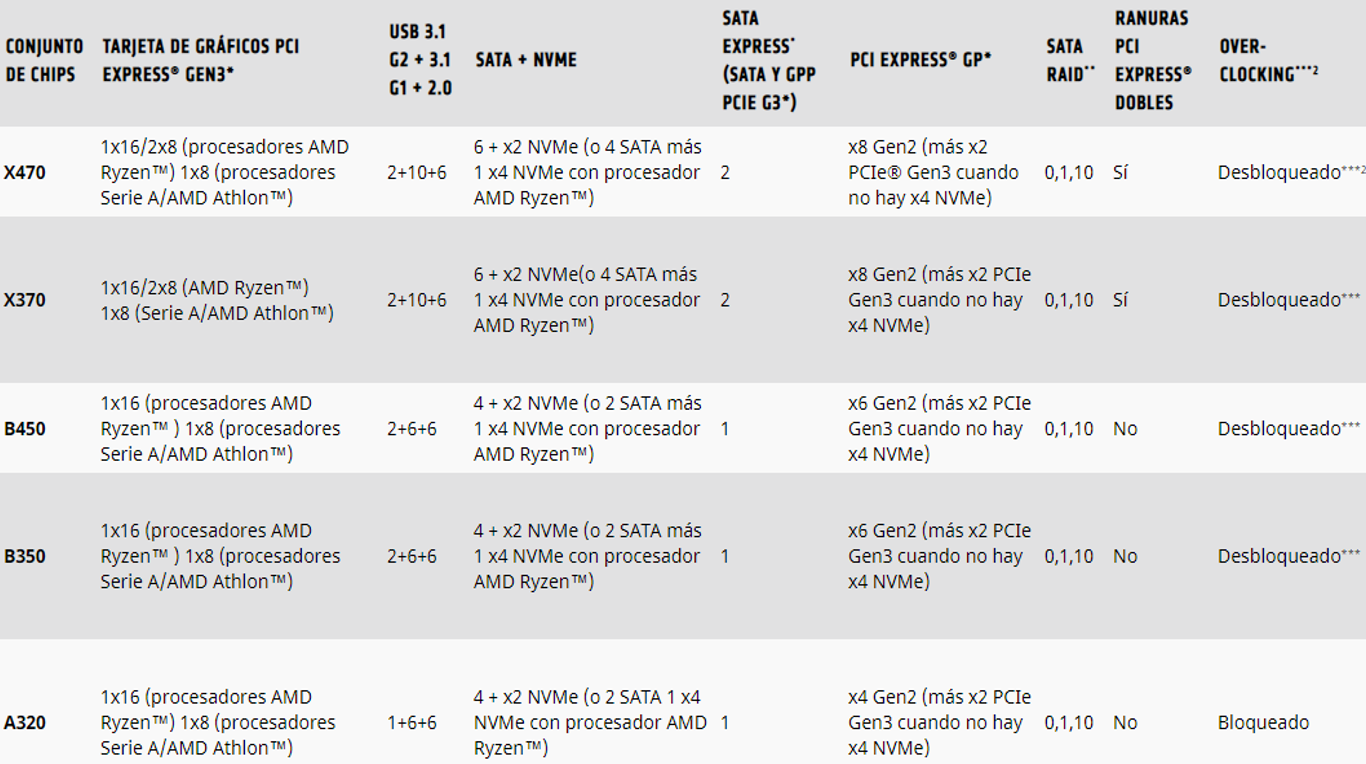 CONJUNTO
DE CHIPS
TARJETA DE GRÁFICOS PCI
EXPRESS® GEN3*
USB 3.1
G2 + 3.1
G1 + 2.0
SATA + NVME
SATA
EXPRESS*
(SATA Y GPP
PCIE G3*)
PCI EXPRESS® GP*
SATA
RAID**
RANURAS
PCI
EXPRESS®
DOBLES
OVER-
CLOCKING***2
X470
1x16/2x8 (procesadores AMD
Ryzen™) 1x8 (procesadores
Serie A/AMD Athlon™)
2+10+6
6 + x2 NVMe (o 4 SATA más
1 x4 NVMe con procesador
AMD Ryzen™)
2
x8 Gen2 (más x2
PCIe® Gen3 cuando
no hay x4 NVMe)
0,1,10
Sí
Desbloqueado***2
X370
1x16/2x8 (AMD Ryzen™)
1x8 (Serie A/AMD Athlon™)
2+10+6
6 + x2 NVMe(o 4 SATA más
1 x4 NVMe con procesador
AMD Ryzen™)
2
x8 Gen2 (más x2 PCIe
Gen3 cuando no hay
x4 NVMe)
0,1,10
Sí
Desbloqueado***
B450
1x16 (procesadores AMD
Ryzen™ ) 1x8 (procesadores
Serie A/AMD Athlon™)
2+6+6
4 + x2 NVMe (o 2 SATA más
1 x4 NVMe con procesador
AMD Ryzen™)
1
x6 Gen2 (más x2 PCIe
Gen3 cuando no hay
x4 NVMe)
0,1,10
No
Desbloqueado***
B350
1x16 (procesadores AMD
Ryzen™ ) 1x8 (procesadores
Serie A/AMD Athlon™)
2+6+6
4 + x2 NVMe (o 2 SATA más
1 x4 NVMe con procesador
AMD Ryzen™)
1
x6 Gen2 (más x2 PCIe
Gen3 cuando no hay
x4 NVMe)
0,1,10
No
Desbloqueado***
A320
1x16 (procesadores AMD
Ryzen™) 1x8 (procesadores
Serie A/AMD Athlon™)
1+6+6
4 + x2 NVMe (o 2 SATA 1 x4
NVMe con procesador AMD
Ryzen™)
1
x4 Gen2 (más x2 PCIe
Gen3 cuando no hay
x4 NVMe)
0,1,10
No
Bloqueado